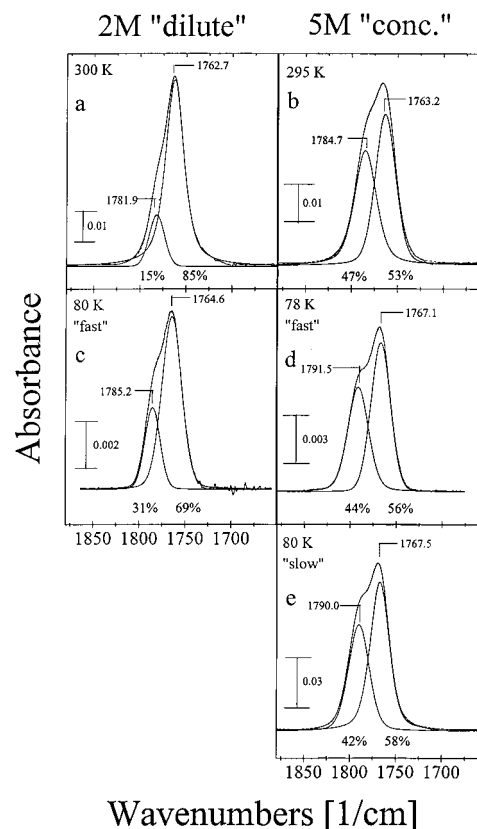 2M "dilute"
5M "conc."
300 K
a
1762.7
1781.9
0.01
15% 85%
295 K
b
1763.2
1784.7
0.01
47% 53%
80 K
"fast"
c
1764.6
1785.2
0.002
31% 69%
78 K
"fast"
d
1767.1
1791.5
0.003
44% 56%
80 K
"slow"
e
1767.5
1790.0
0.03
42% 58%
1850 1800 1750 1700
1850 1800 1750 1700
Absorbance
Wavenumbers [1/cm]